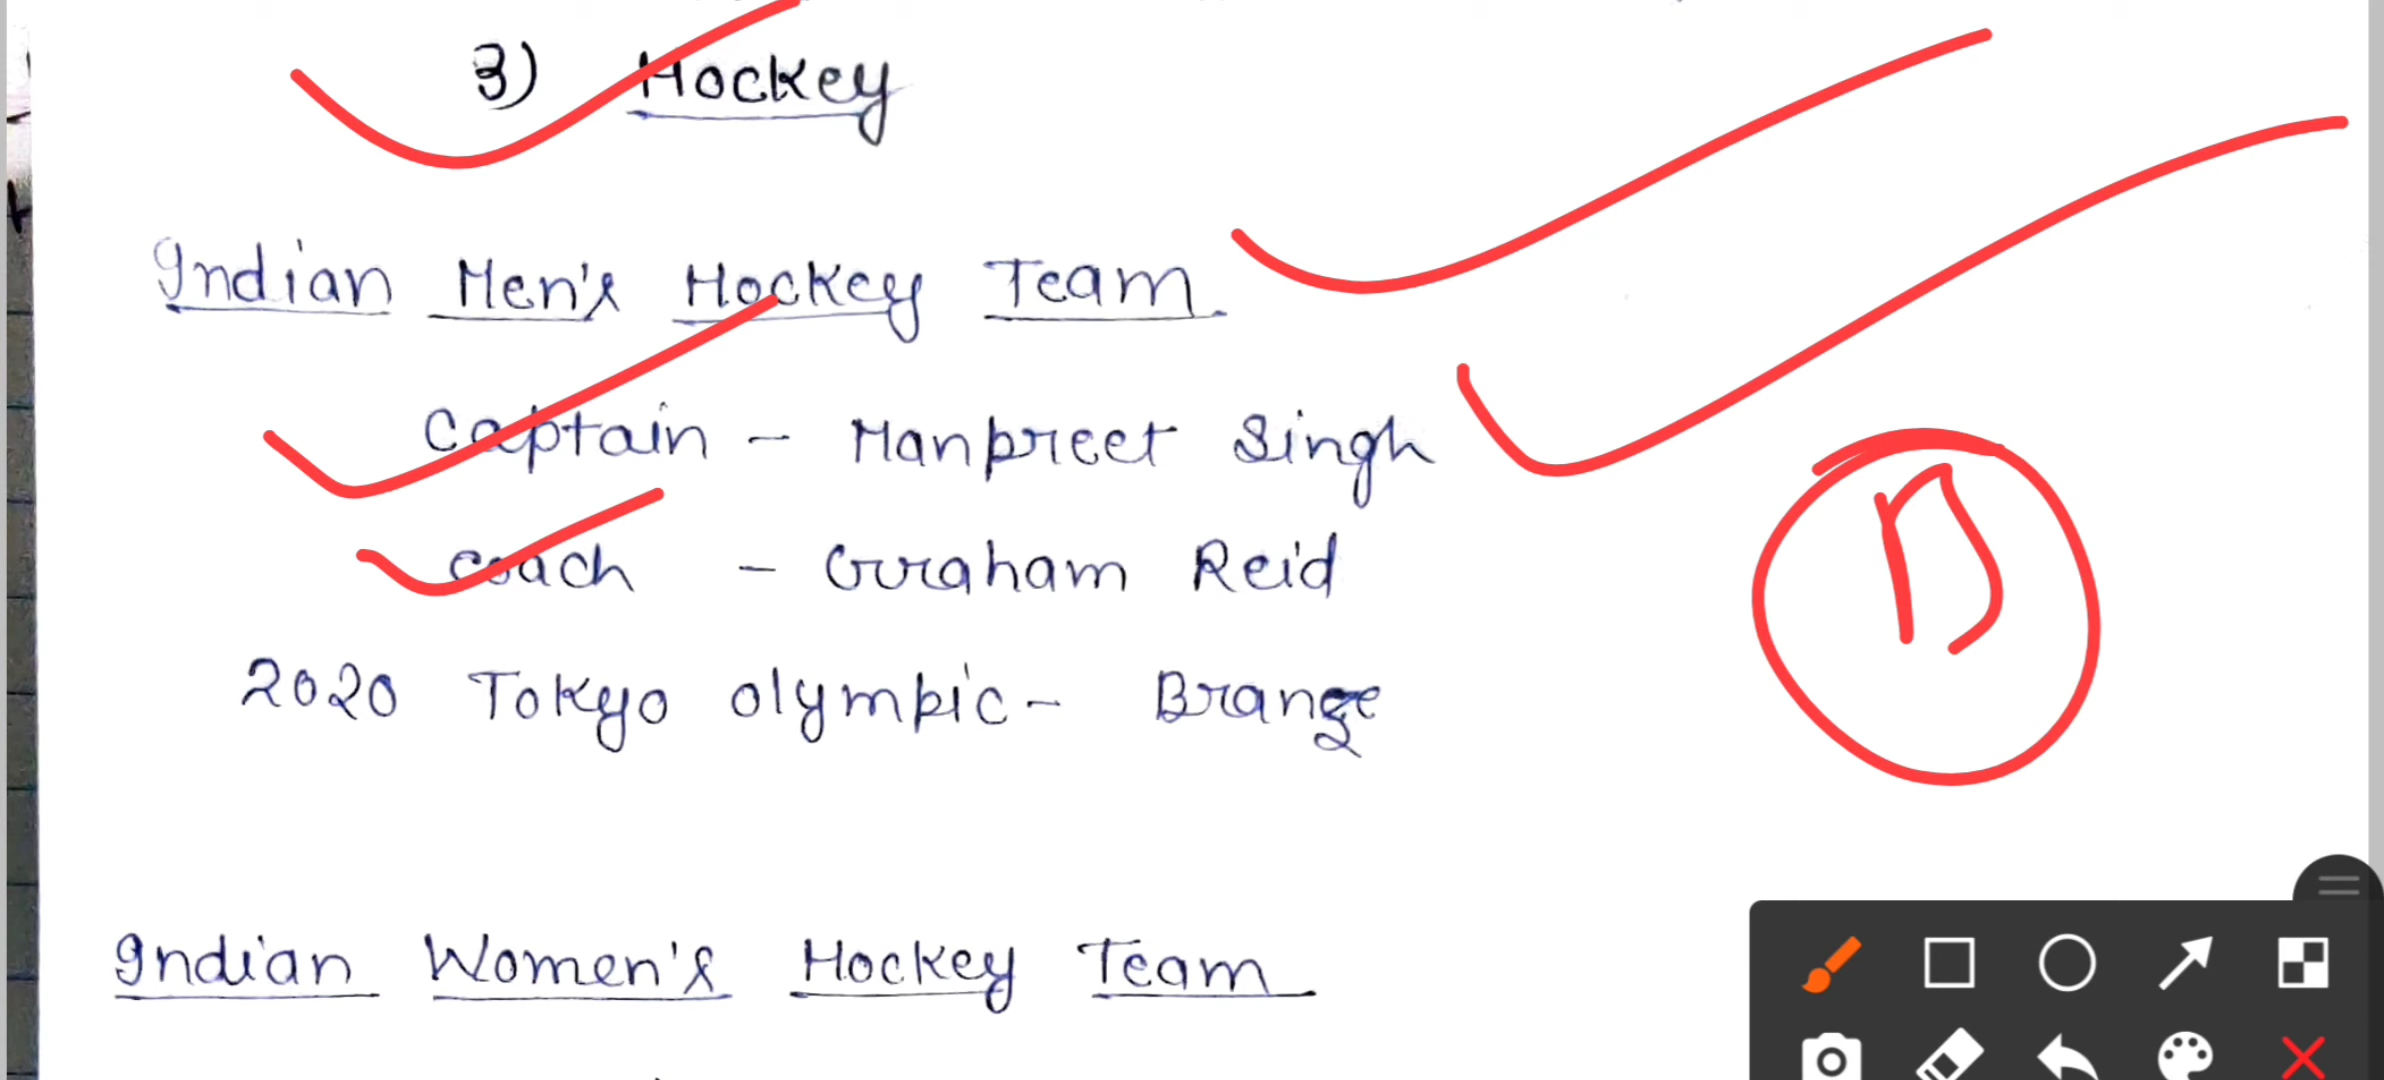 3) Hockey
Indian Men's Hockey Team
Captain - Manpreet Singh
Coach - Graham Reid
2020 Tokyo Olympic - Branze
Indian Women's Hockey Team